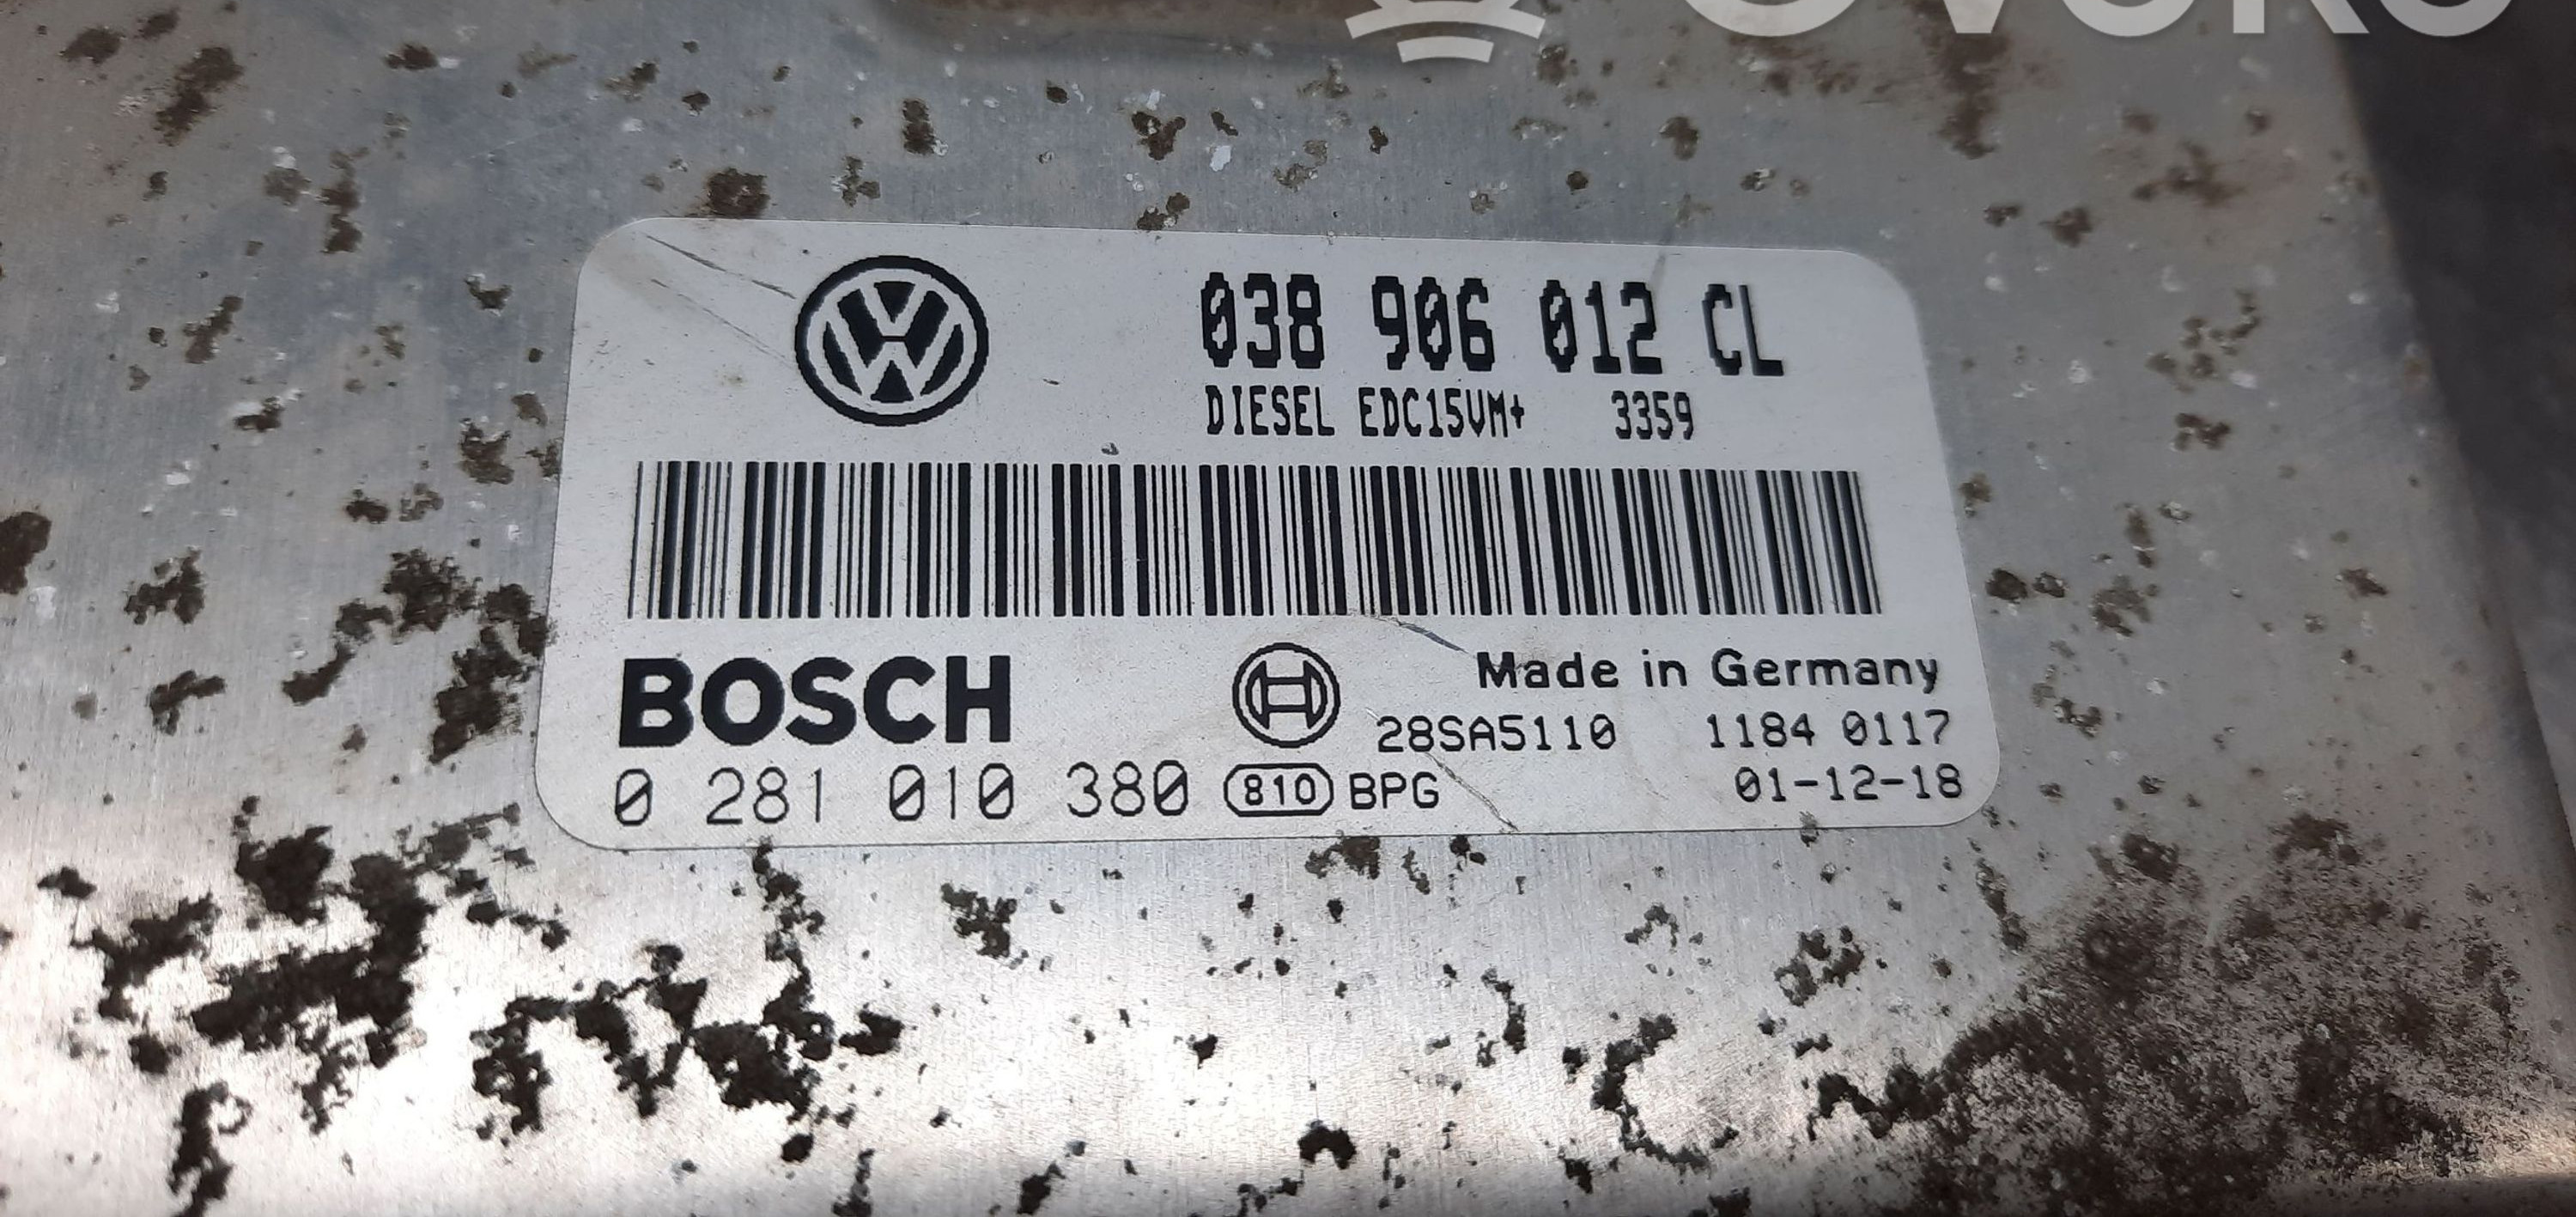 038 906 012 CL
DIESEL EDC15VM+ 3359
BOSCH
Made in Germany
28SA5110 1184 0117
0 281 010 380 810 BPG 01-12-18